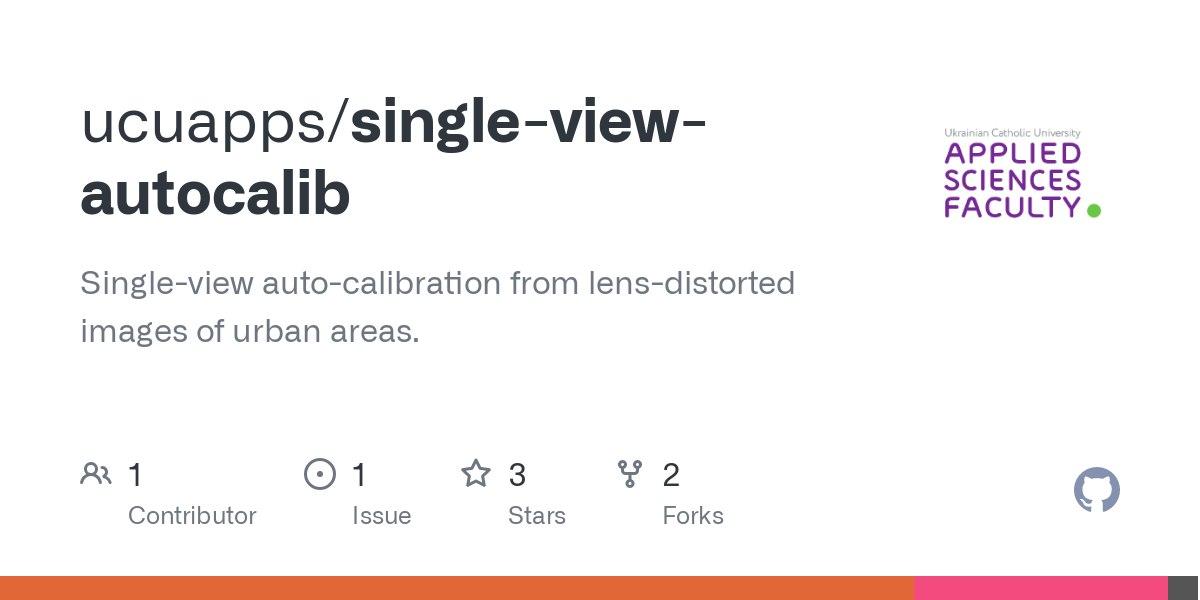 ucuapps/single-view-
autocalib
Ukrainian Catholic University
APPLIED
SCIENCES
FACULTY
Single-view auto-calibration from lens-distorted
images of urban areas.
1
Contributor
1
Issue
3
Stars
2
Forks